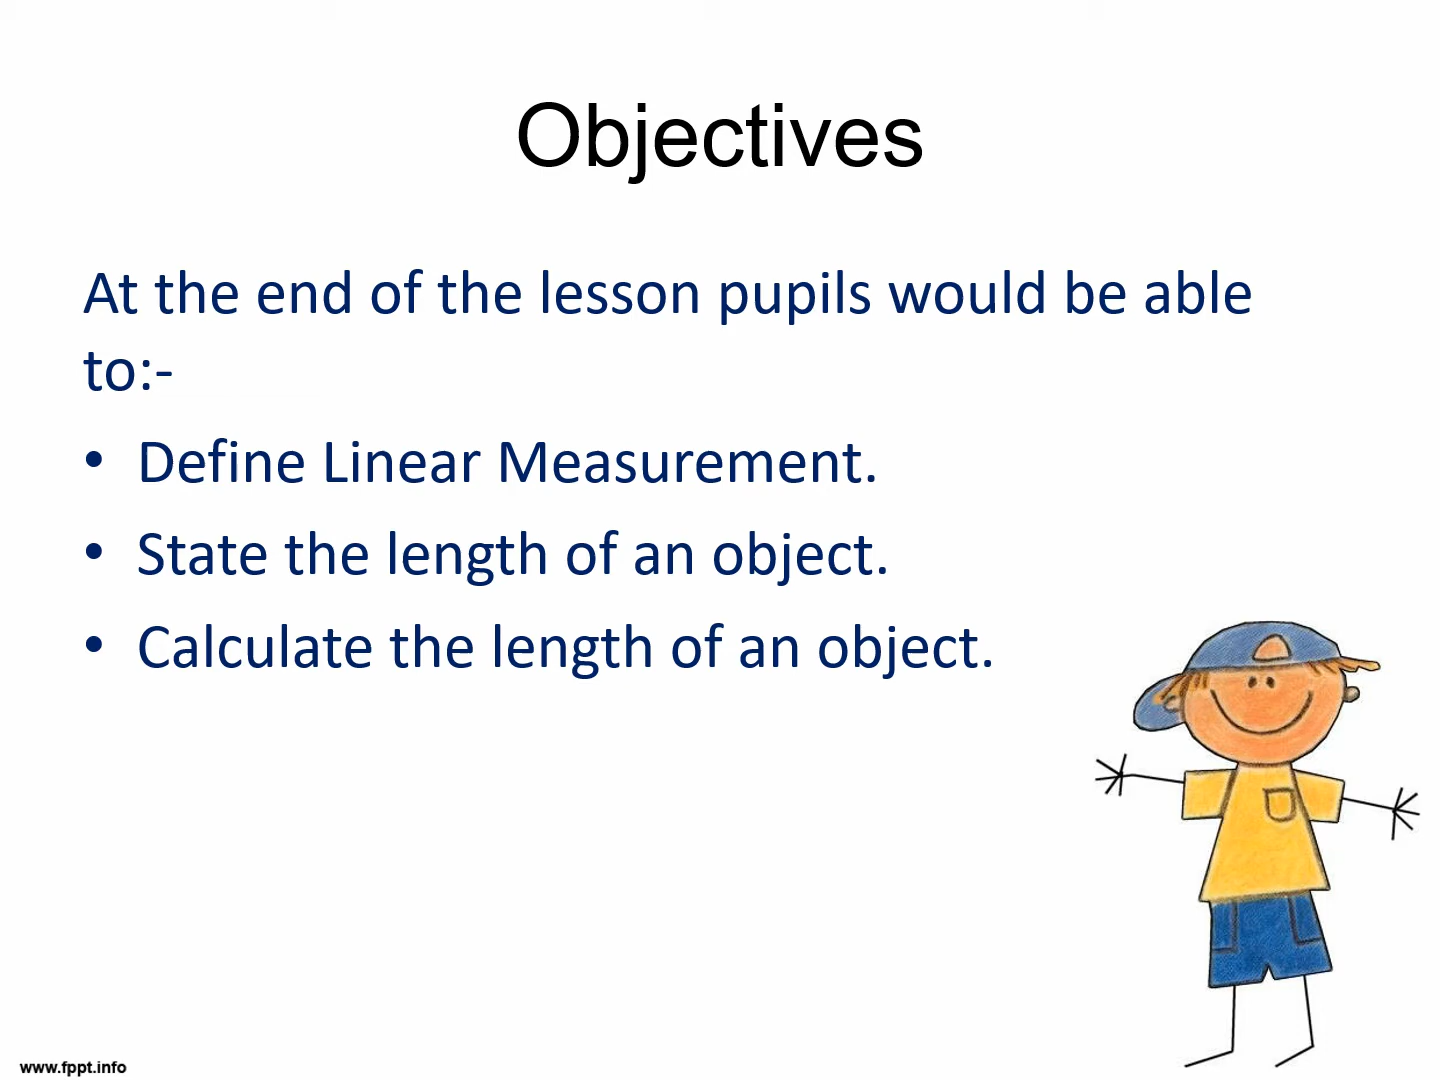 Objectives
At the end of the lesson pupils would be able
to:-
• Define Linear Measurement.
• State the length of an object.
• Calculate the length of an object.
www.fppt.info